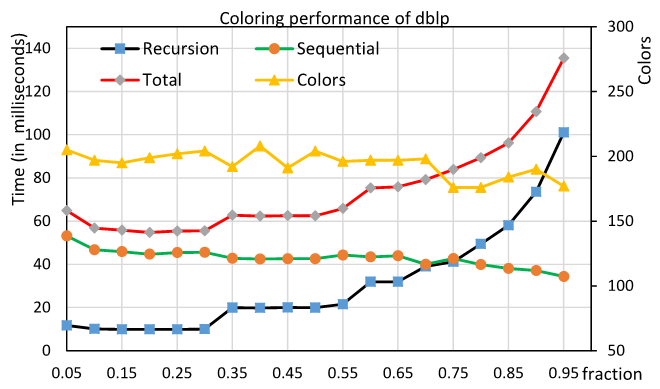 Coloring performance of dblp
Time (in milliseconds)
Colors
Recursion
Sequential
Total
Colors
140
120
100
80
60
40
20
0
300
250
200
150
100
50
0.05 0.15 0.25 0.35 0.45 0.55 0.65 0.75 0.85 0.95 fraction